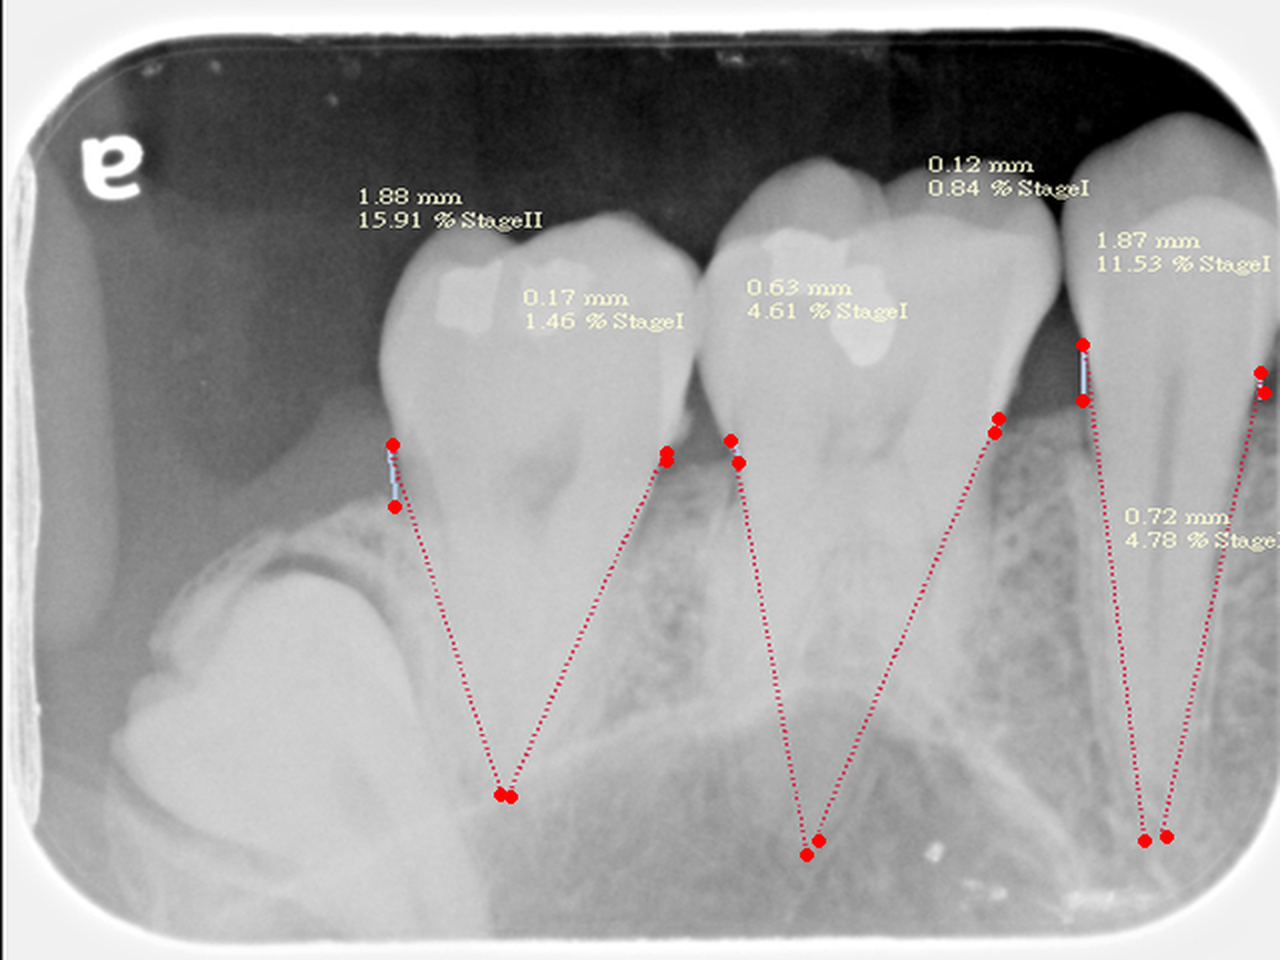 a
0.12 mm
0.84 % StageI
1.88 mm
15.91 % StageII
1.87 mm
11.53 % StageI
0.63 mm
4.61 % StageI
0.17 mm
1.46 % StageI
0.72 mm
4.78 % StageI